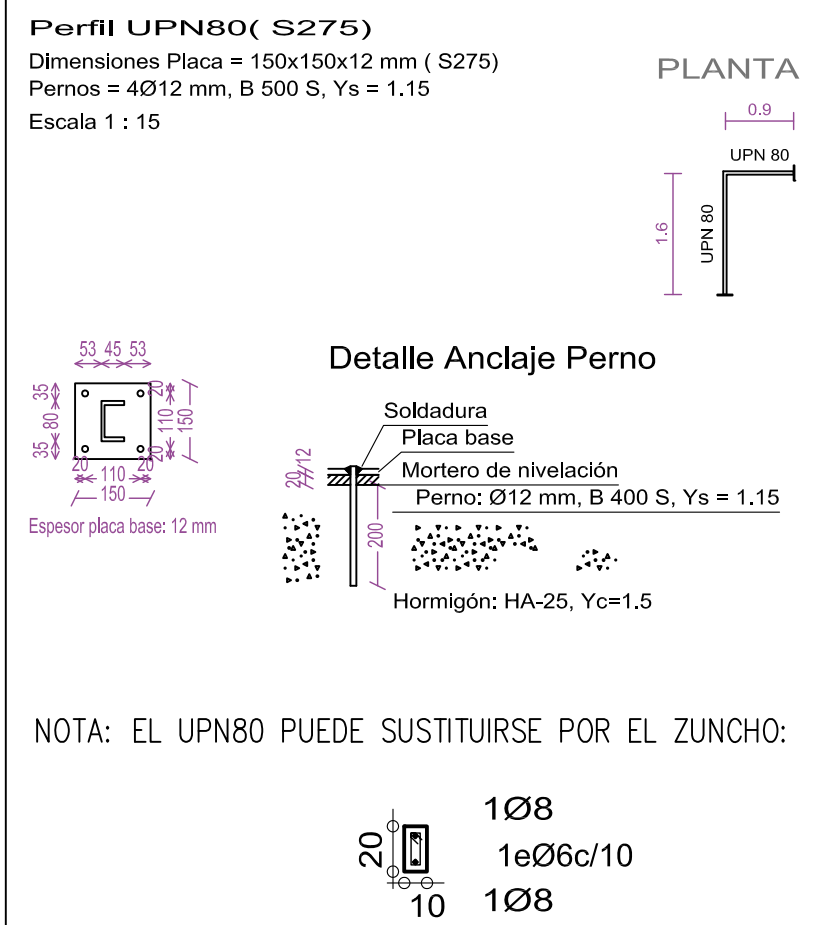 Perfil UPN80( S275)
Dimensiones Placa = 150x150x12 mm ( S275)
Pernos = 4Ø12 mm, B 500 S, Ys = 1.15
Escala 1 : 15
PLANTA
0.9
UPN 80
1.6
UPN 80
53 45 53
35
80
35
20
110
20
150
20
110
20
150
Espesor placa base: 12 mm
Detalle Anclaje Perno
Soldadura
Placa base
Mortero de nivelación
Perno: Ø12 mm, B 400 S, Ys = 1.15
20
12
200
Hormigón: HA-25, Yc=1.5
NOTA: EL UPN80 PUEDE SUSTITUIRSE POR EL ZUNCHO:
20
10
1Ø8
1eØ6c/10
1Ø8